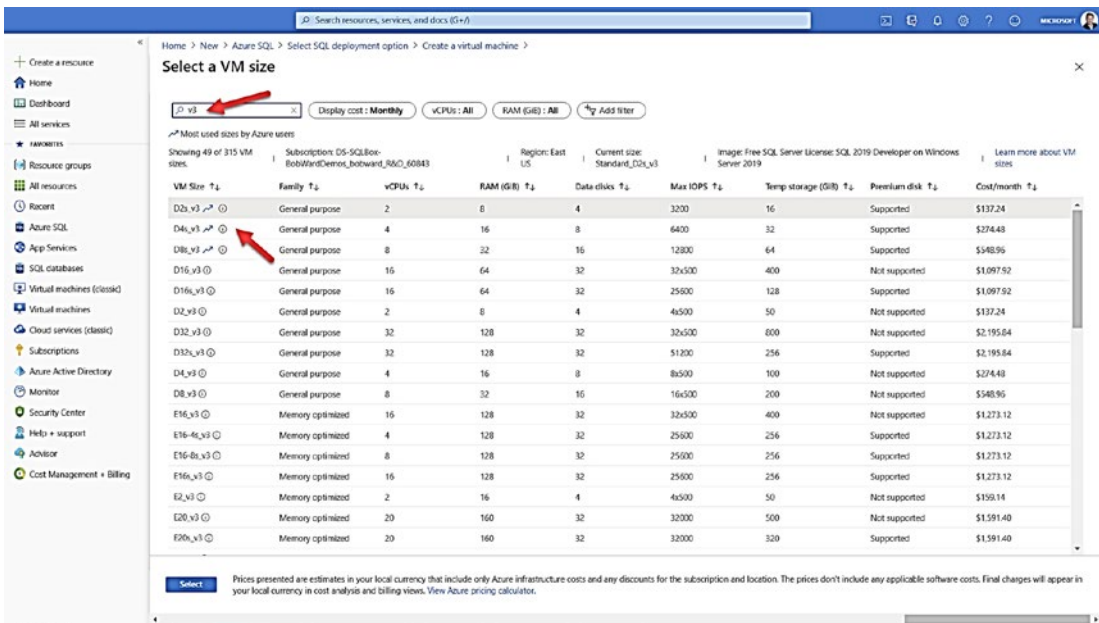 Search resources, services, and docs (G+/)
MICROSOFT
Create a resource
Home
Dashboard
All services
FAVORITES
Resource groups
All resources
Recent
Azure SQL
App Services
SQL databases
Virtual machines (classic)
Virtual machines
Cloud services (classic)
Subscriptions
Azure Active Directory
Monitor
Security Center
Help + support
Advisor
Cost Management + Billing
Home > New > Azure SQL > Select SQL deployment option > Create a virtual machine >
Select a VM size
v3
Display cost : Monthly
vCPUs : All
RAM (GiB) : All
Add filter
Most used sizes by Azure users
Showing 49 of 315 VM sizes.
Subscription: DS-SQLBox-BobWardDemos_bobward_R&D_60843
Region: East US
Current size: Standard_D2s_v3
Image: Free SQL Server License: SQL 2019 Developer on Windows Server 2019
Learn more about VM sizes
VM Size Family vCPUs RAM (GiB) Data disks Max IOPS Temp storage (GiB) Premium disk Cost/month
D2s_v3 General purpose 2 8 4 3200 16 Supported $137.24
D4s_v3 General purpose 4 16 8 6400 32 Supported $274.48
D8s_v3 General purpose 8 32 16 12800 64 Supported $548.96
D16_v3 General purpose 16 64 32 32x500 400 Not supported $1,097.92
D16s_v3 General purpose 16 64 32 25600 128 Supported $1,097.92
D2_v3 General purpose 2 8 4 4x500 50 Not supported $137.24
D32_v3 General purpose 32 128 32 32x500 800 Not supported $2,195.84
D32s_v3 General purpose 32 128 32 51200 256 Supported $2,195.84
D4_v3 General purpose 4 16 8 8x500 100 Not supported $274.48
D8_v3 General purpose 8 32 16 16x500 200 Not supported $548.96
E16_v3 Memory optimized 16 128 32 32x500 400 Not supported $1,273.12
E16-4s_v3 Memory optimized 4 128 32 25600 256 Supported $1,273.12
E16-8s_v3 Memory optimized 8 128 32 25600 256 Supported $1,273.12
E16s_v3 Memory optimized 16 128 32 25600 256 Supported $1,273.12
E2_v3 Memory optimized 2 16 4 4x500 50 Not supported $159.14
E20_v3 Memory optimized 20 160 32 32000 500 Not supported $1,591.40
E20s_v3 Memory optimized 20 160 32 32000 320 Supported $1,591.40
Select
Prices presented are estimates in your local currency that include only Azure infrastructure costs and any discounts for the subscription and location. The prices don't include any applicable software costs. Final charges will appear in
your local currency in cost analysis and billing views. View Azure pricing calculator.